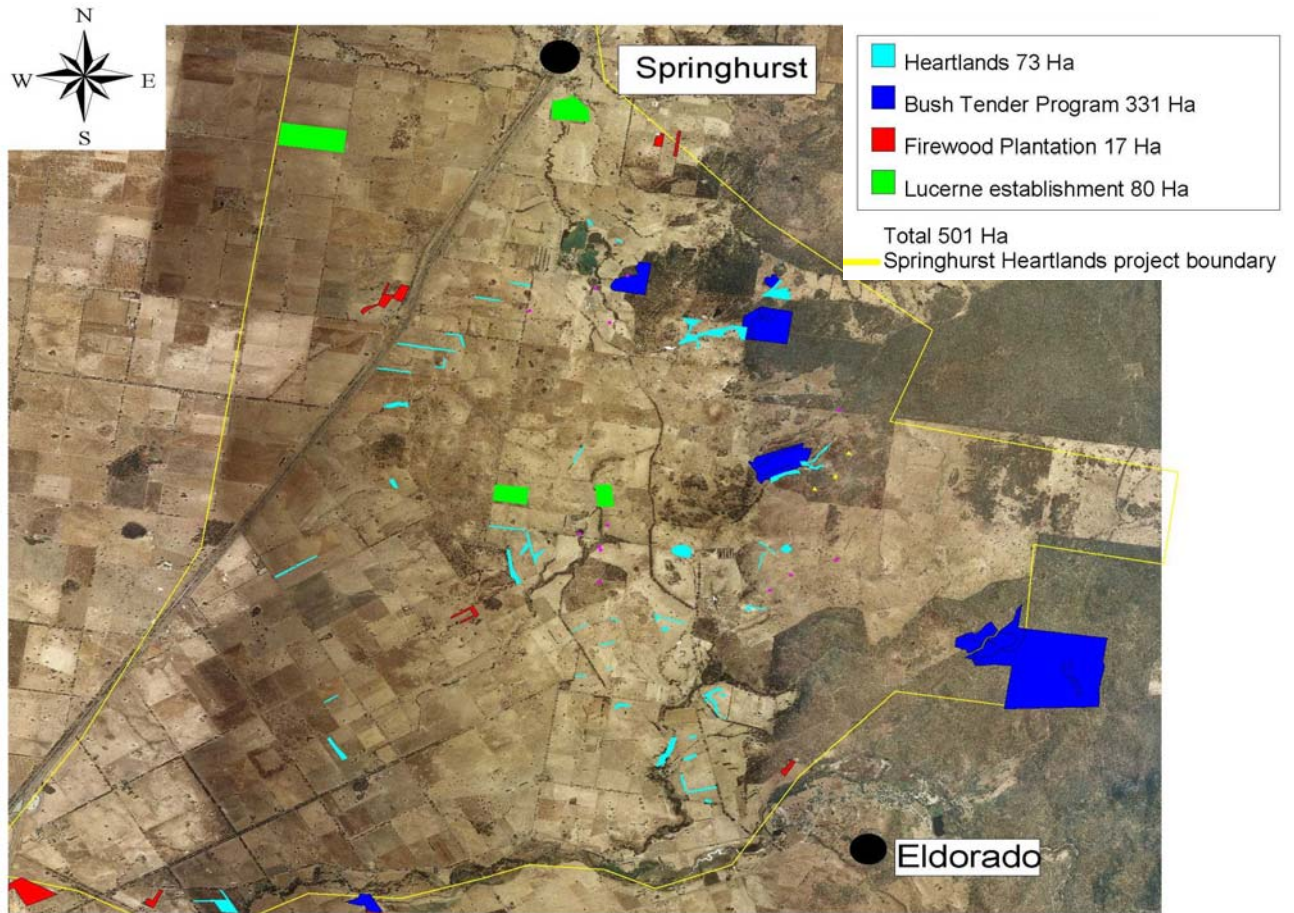 N
W E
S
Springhurst
Heartlands 73 Ha
Bush Tender Program 331 Ha
Firewood Plantation 17 Ha
Lucerne establishment 80 Ha
Total 501 Ha
Springhurst Heartlands project boundary
Eldorado